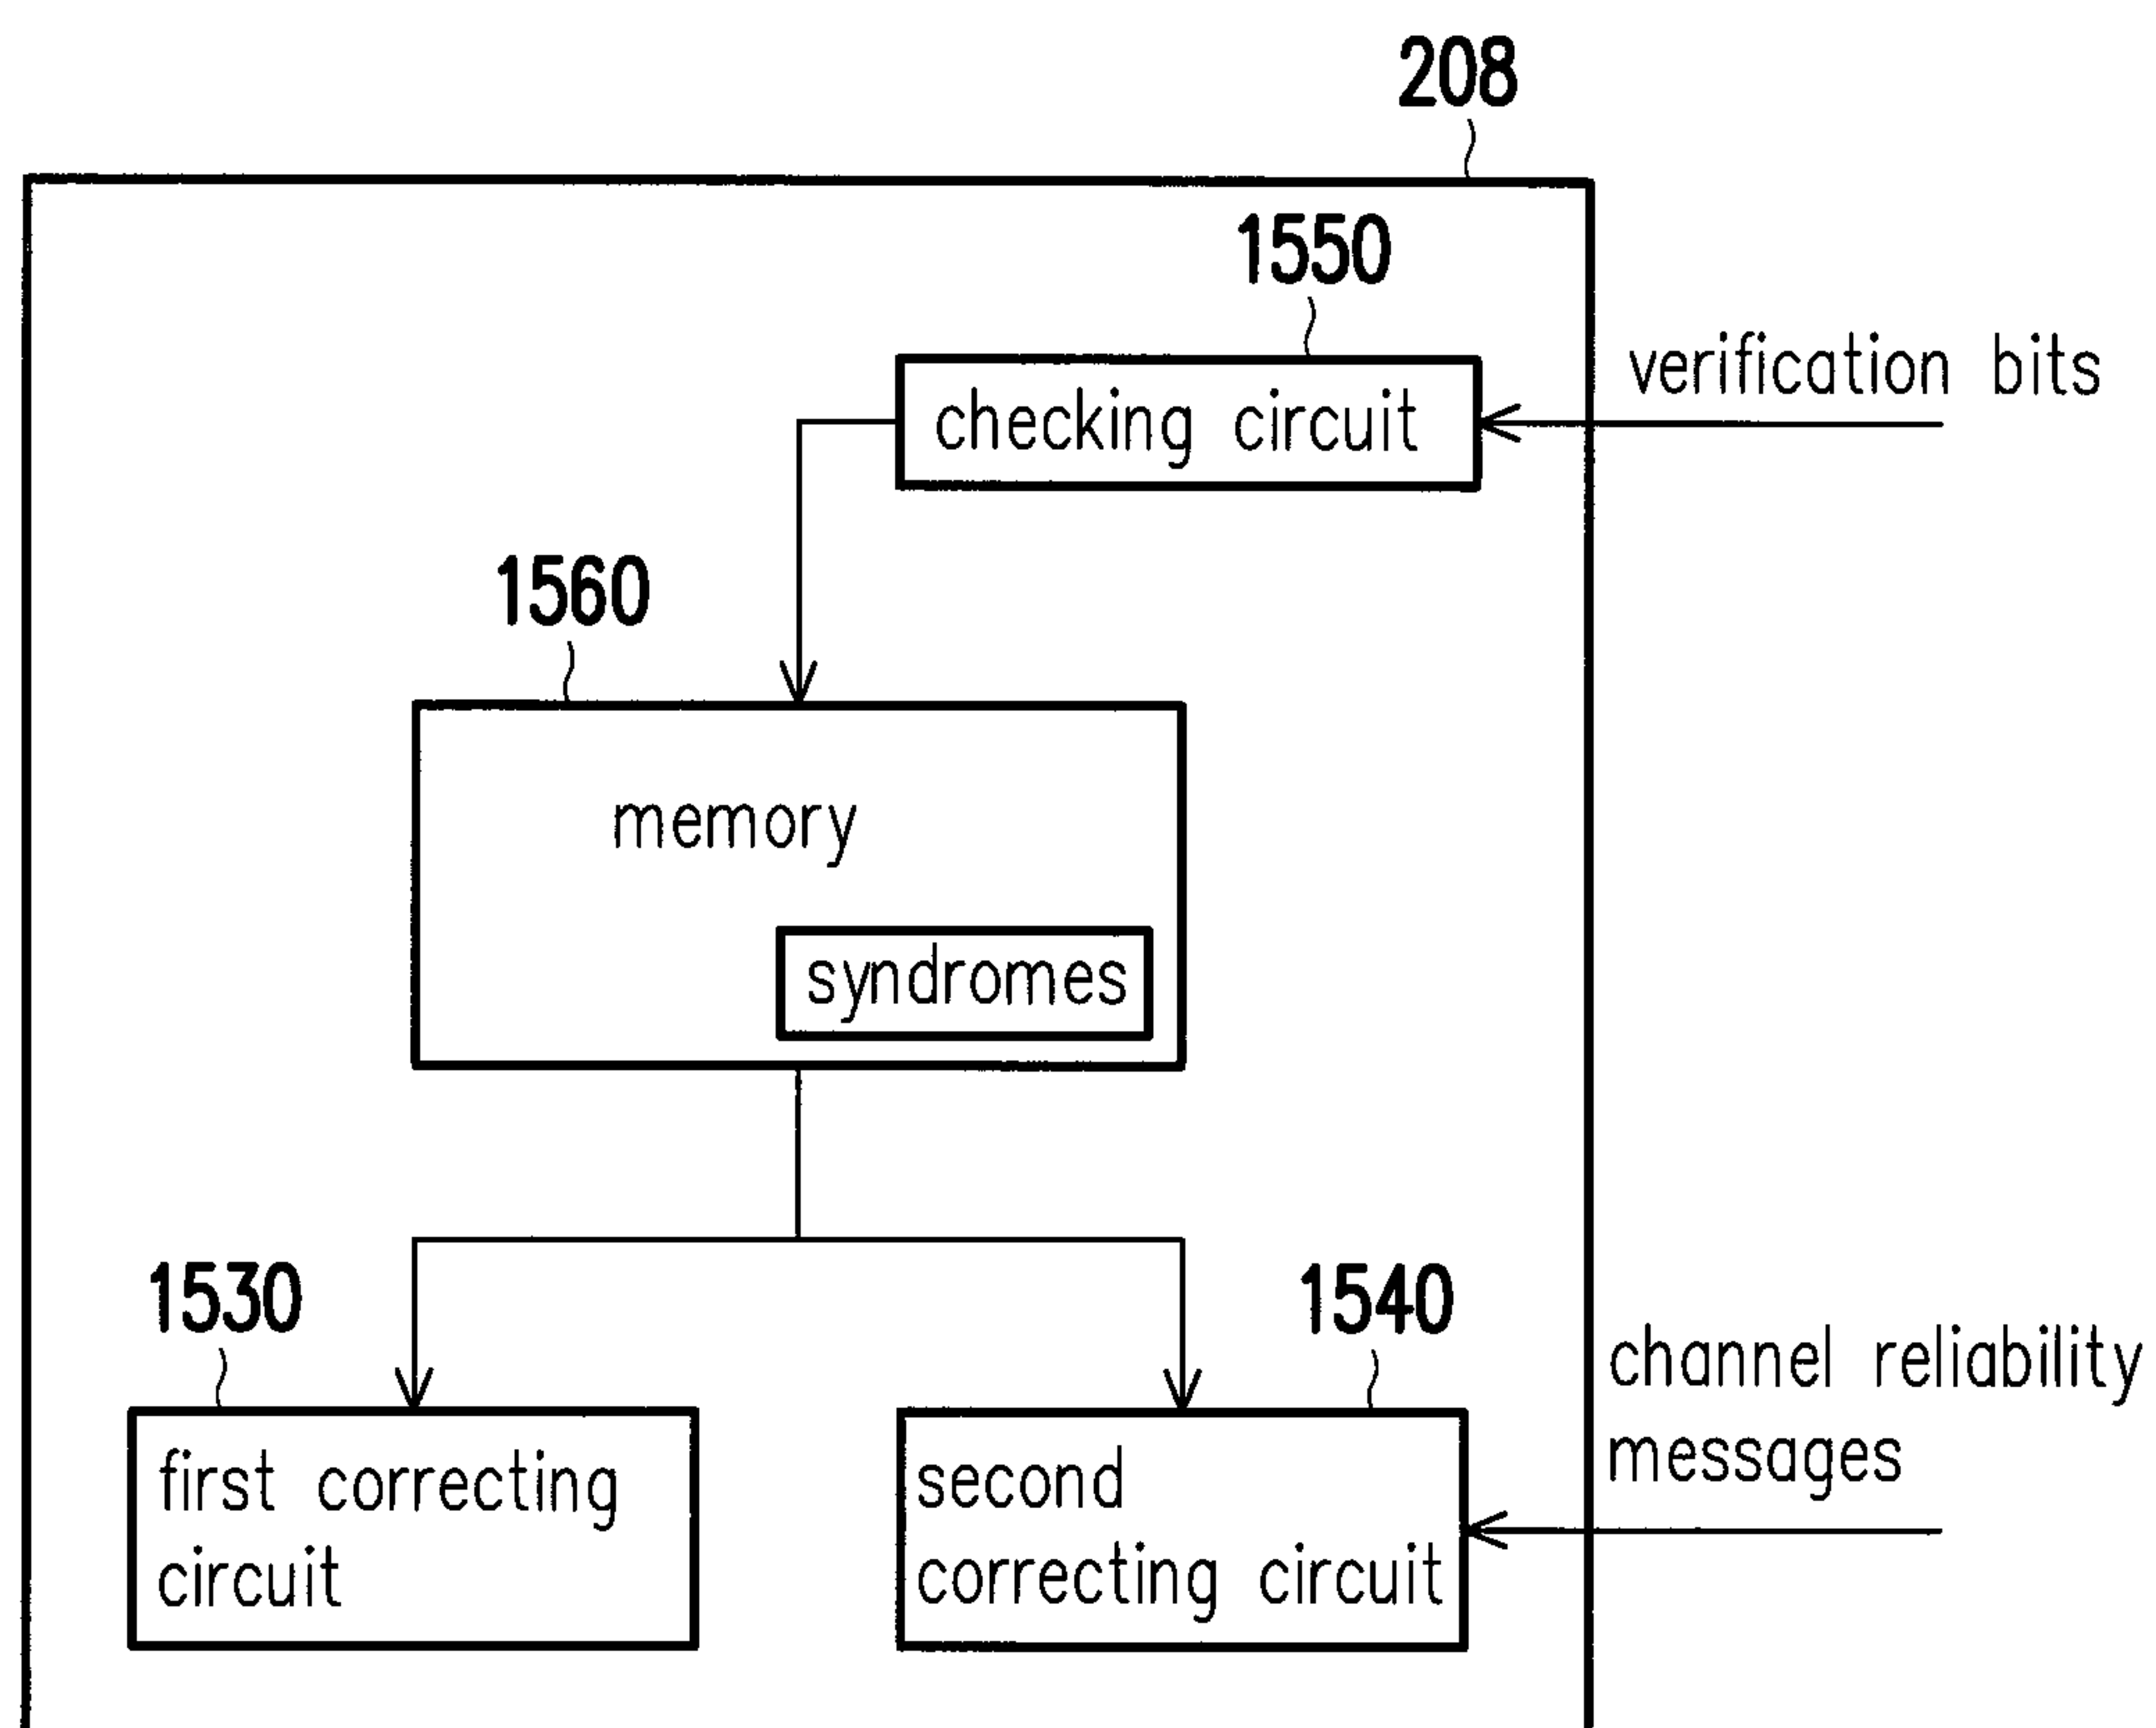 208
1550
verification bits
checking circuit
1560
memory
syndromes
1530
1540
channel reliability
messages
first correcting
circuit
second
correcting circuit